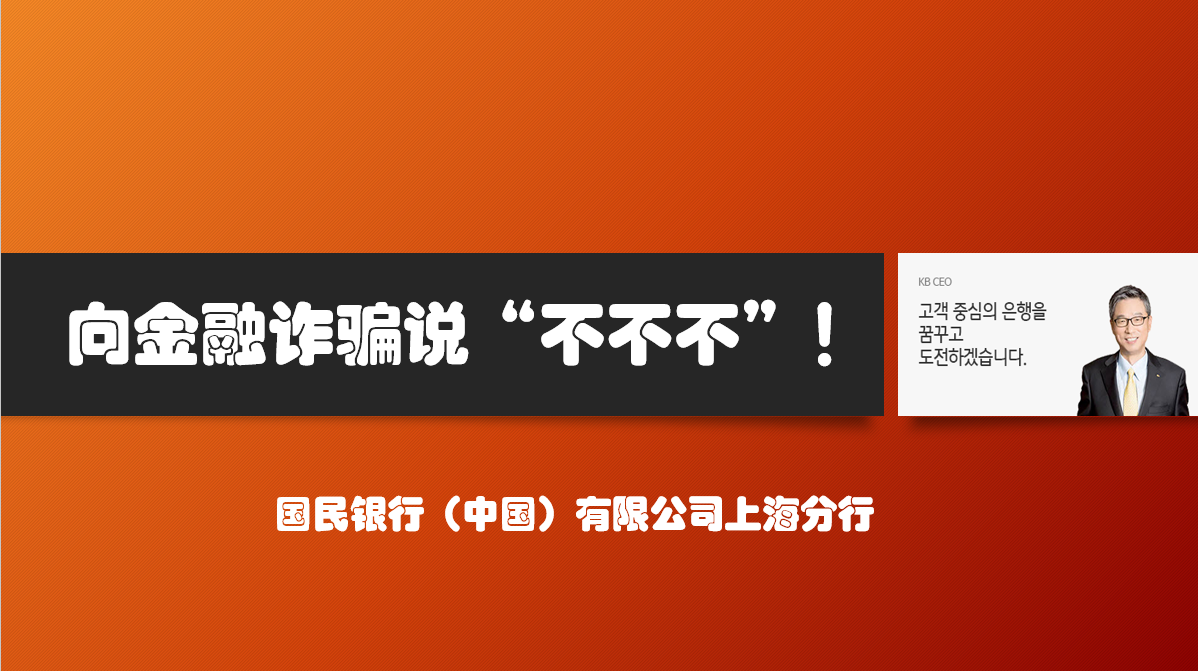 向金融诈骗说“不不不”！
KB CEO
고객 중심의 은행을
꿈꾸고
도전하겠습니다.
国民银行（中国）有限公司上海分行